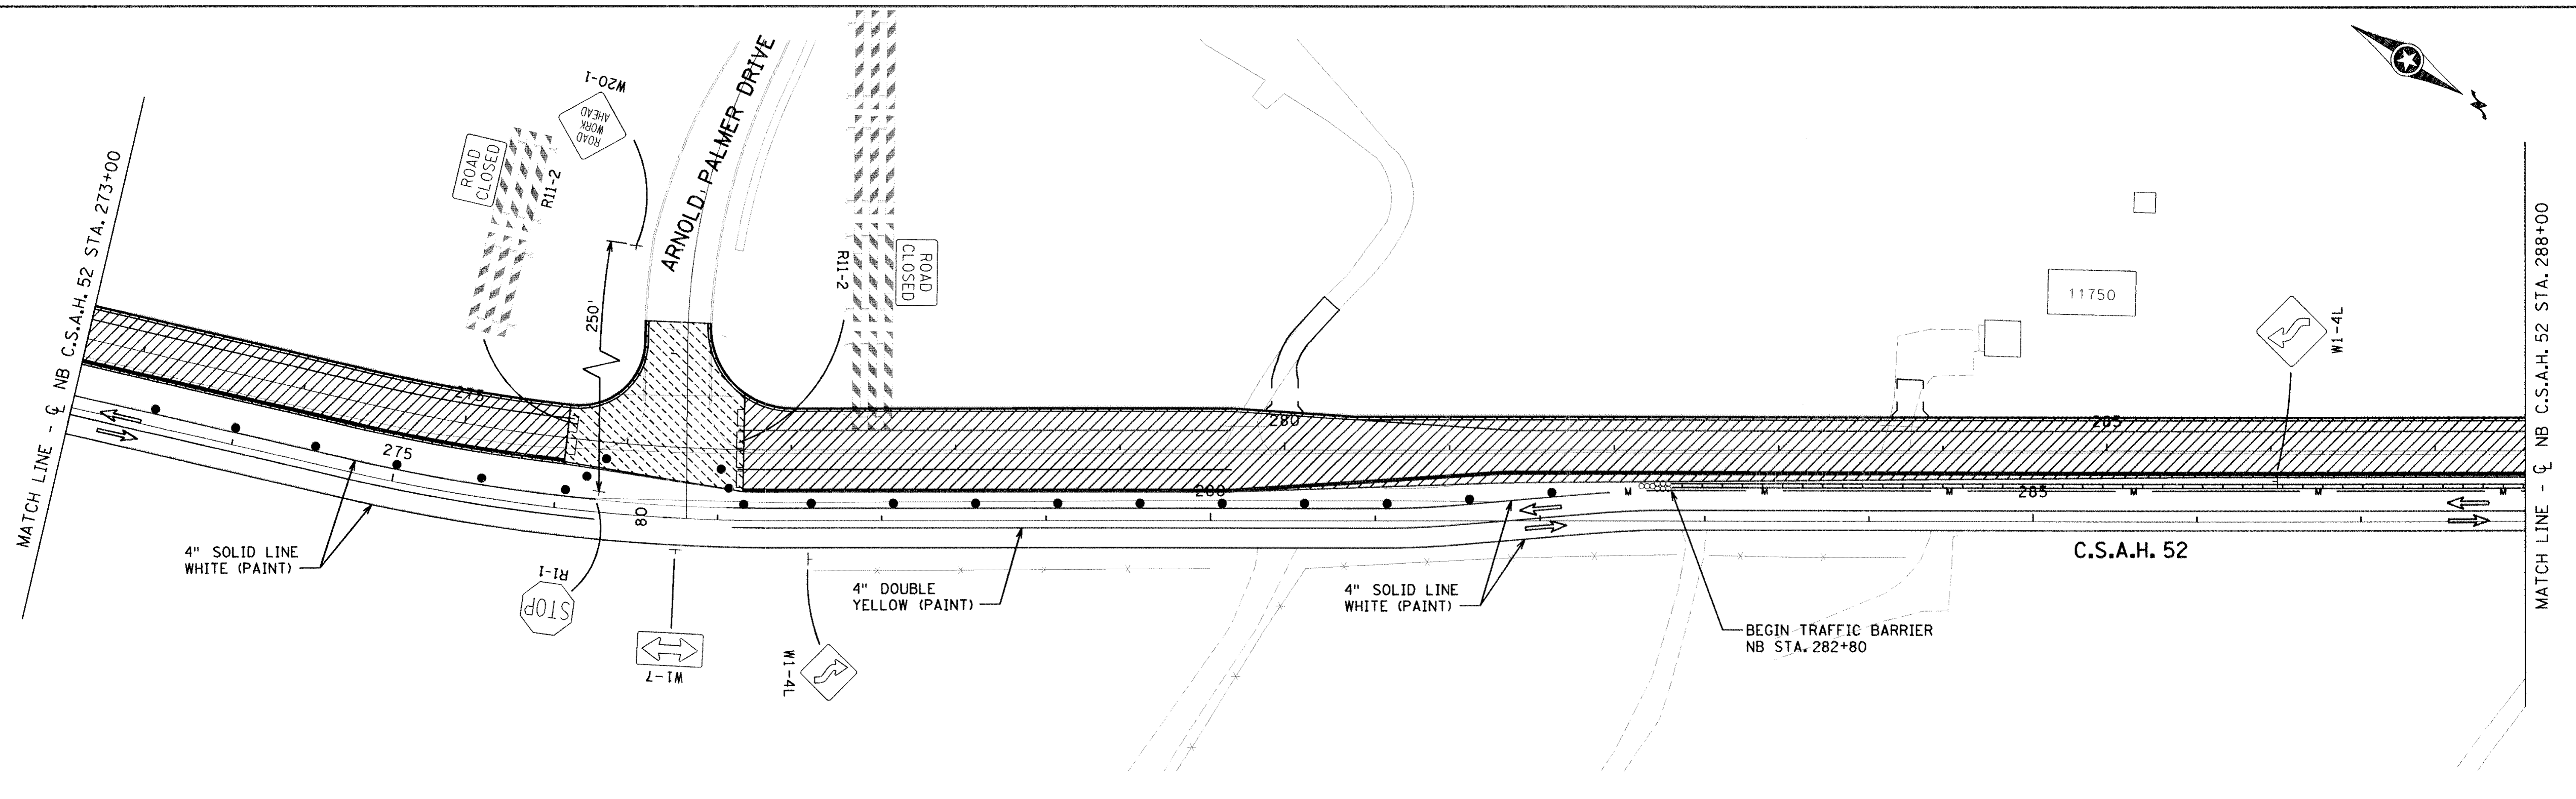 MATCH LINE - ℄ NB C.S.A.H. 52 STA. 273+00
ROAD
CLOSED
R11-2
W20-1
ROAD
WORK
AHEAD
ARNOLD PALMER DRIVE
250'
R11-2
ROAD
CLOSED
N
11750
W1-4L
275
275
280
280
285
285
80
4" SOLID LINE
WHITE (PAINT)
R1-1
STOP
W1-7
W1-4L
4" DOUBLE
YELLOW (PAINT)
4" SOLID LINE
WHITE (PAINT)
M
M
M
M
M
M
BEGIN TRAFFIC BARRIER
NB STA. 282+80
C.S.A.H. 52
MATCH LINE - ℄ NB C.S.A.H. 52 STA. 288+00